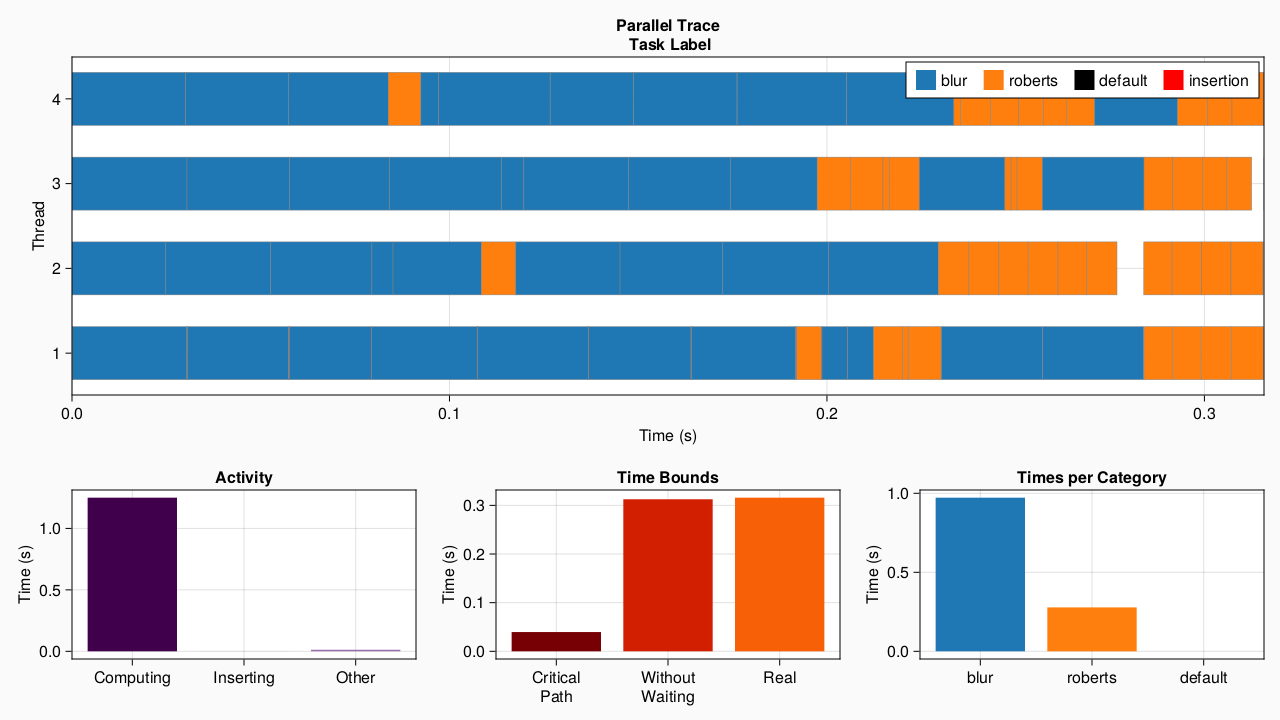 Parallel Trace
Task Label
blur roberts default insertion
4
3
2
1
Thread
0.0 0.1 0.2 0.3
Time (s)
Activity
1.0
0.5
0.0
Time (s)
Computing Inserting Other
Time Bounds
0.3
0.2
0.1
0.0
Time (s)
Critical Path Without Waiting Real
Times per Category
1.0
0.5
0.0
Time (s)
blur roberts default